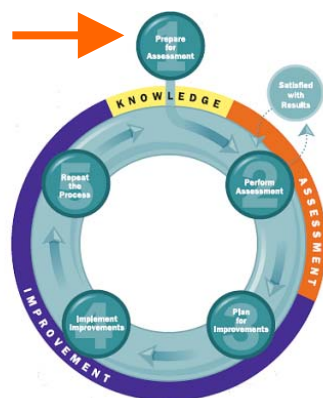 1
Prepare
for
Assessment
KNOWLEDGE
Satisfied
with
Results
ASSESSMENT
2
Perform
Assessment
3
Plan
for
Improvements
4
Implement
Improvements
5
Repeat
the
Process
IMPROVEMENT